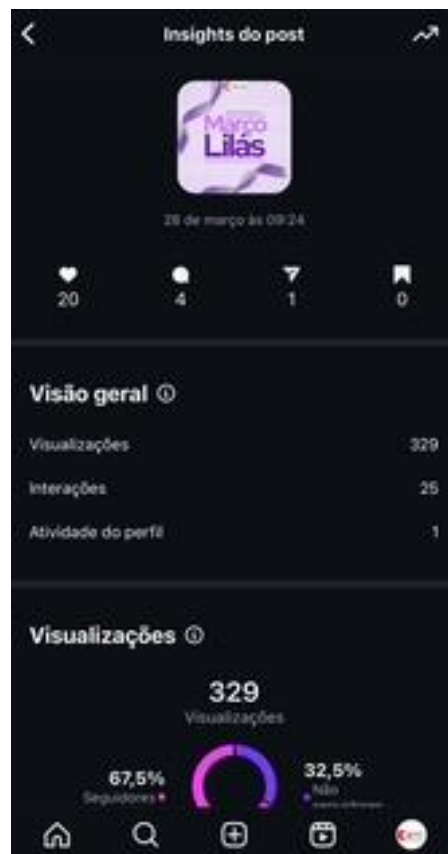 Insights do post
Março
Lilás
28 de março às 09:24
20 4 1 0
Visão geral
Visualizações 329
Interações 25
Atividade do perfil 1
Visualizações
329
Visualizações
67,5% 32,5%
Seguidores Não